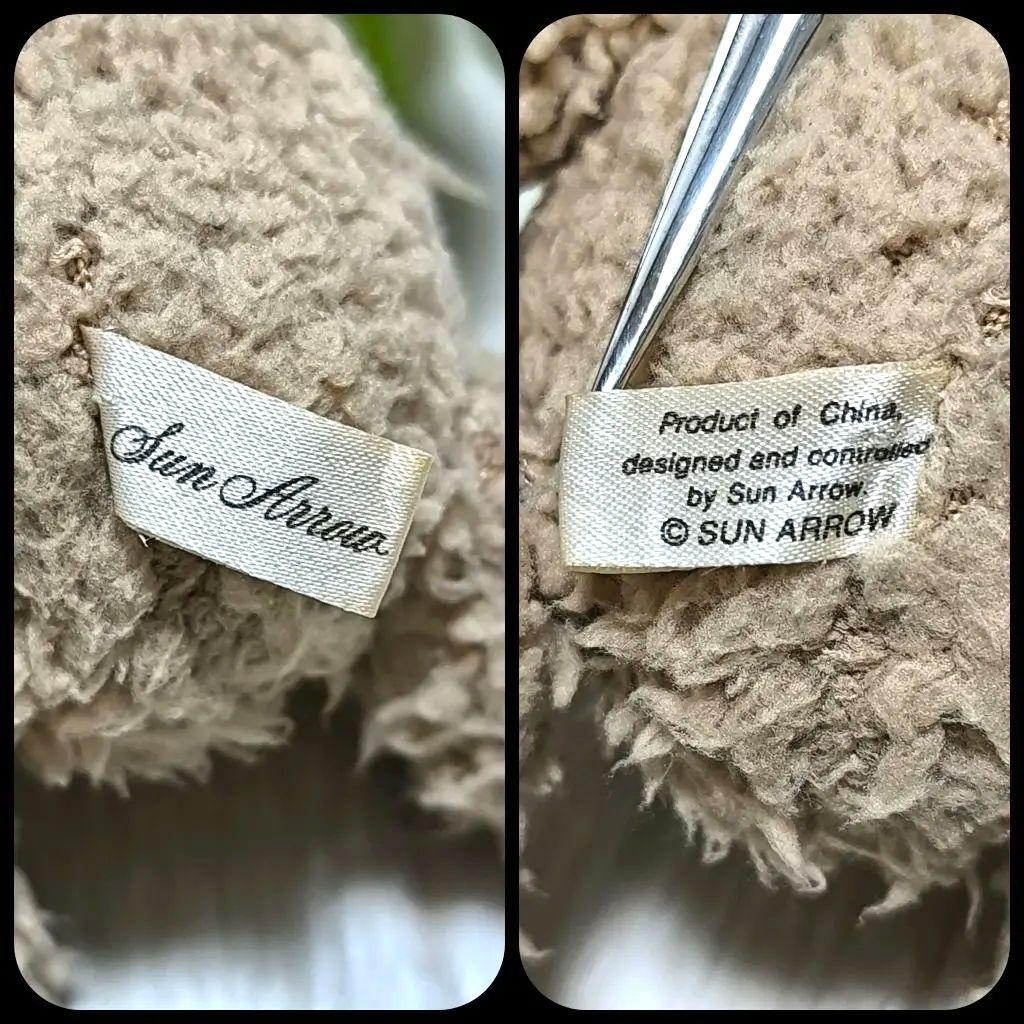 Sun Arrow
Product of China,
designed and controlled
by Sun Arrow.
© SUN ARROW